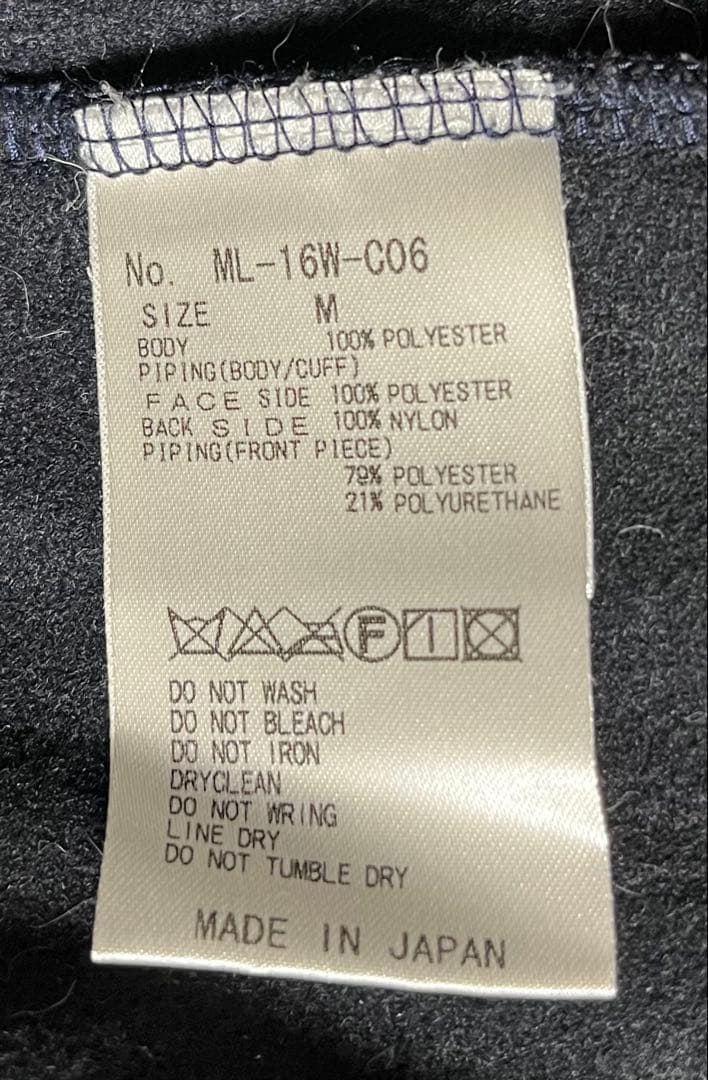 No. ML-16W-C06
SIZE M
BODY 100% POLYESTER
PIPING(BODY/CUFF)
FACE SIDE 100% POLYESTER
BACK SIDE 100% NYLON
PIPING(FRONT PIECE)
79% POLYESTER
21% POLYURETHANE
F
DO NOT WASH
DO NOT BLEACH
DO NOT IRON
DRYCLEAN
DO NOT WRING
LINE DRY
DO NOT TUMBLE DRY
MADE IN JAPAN